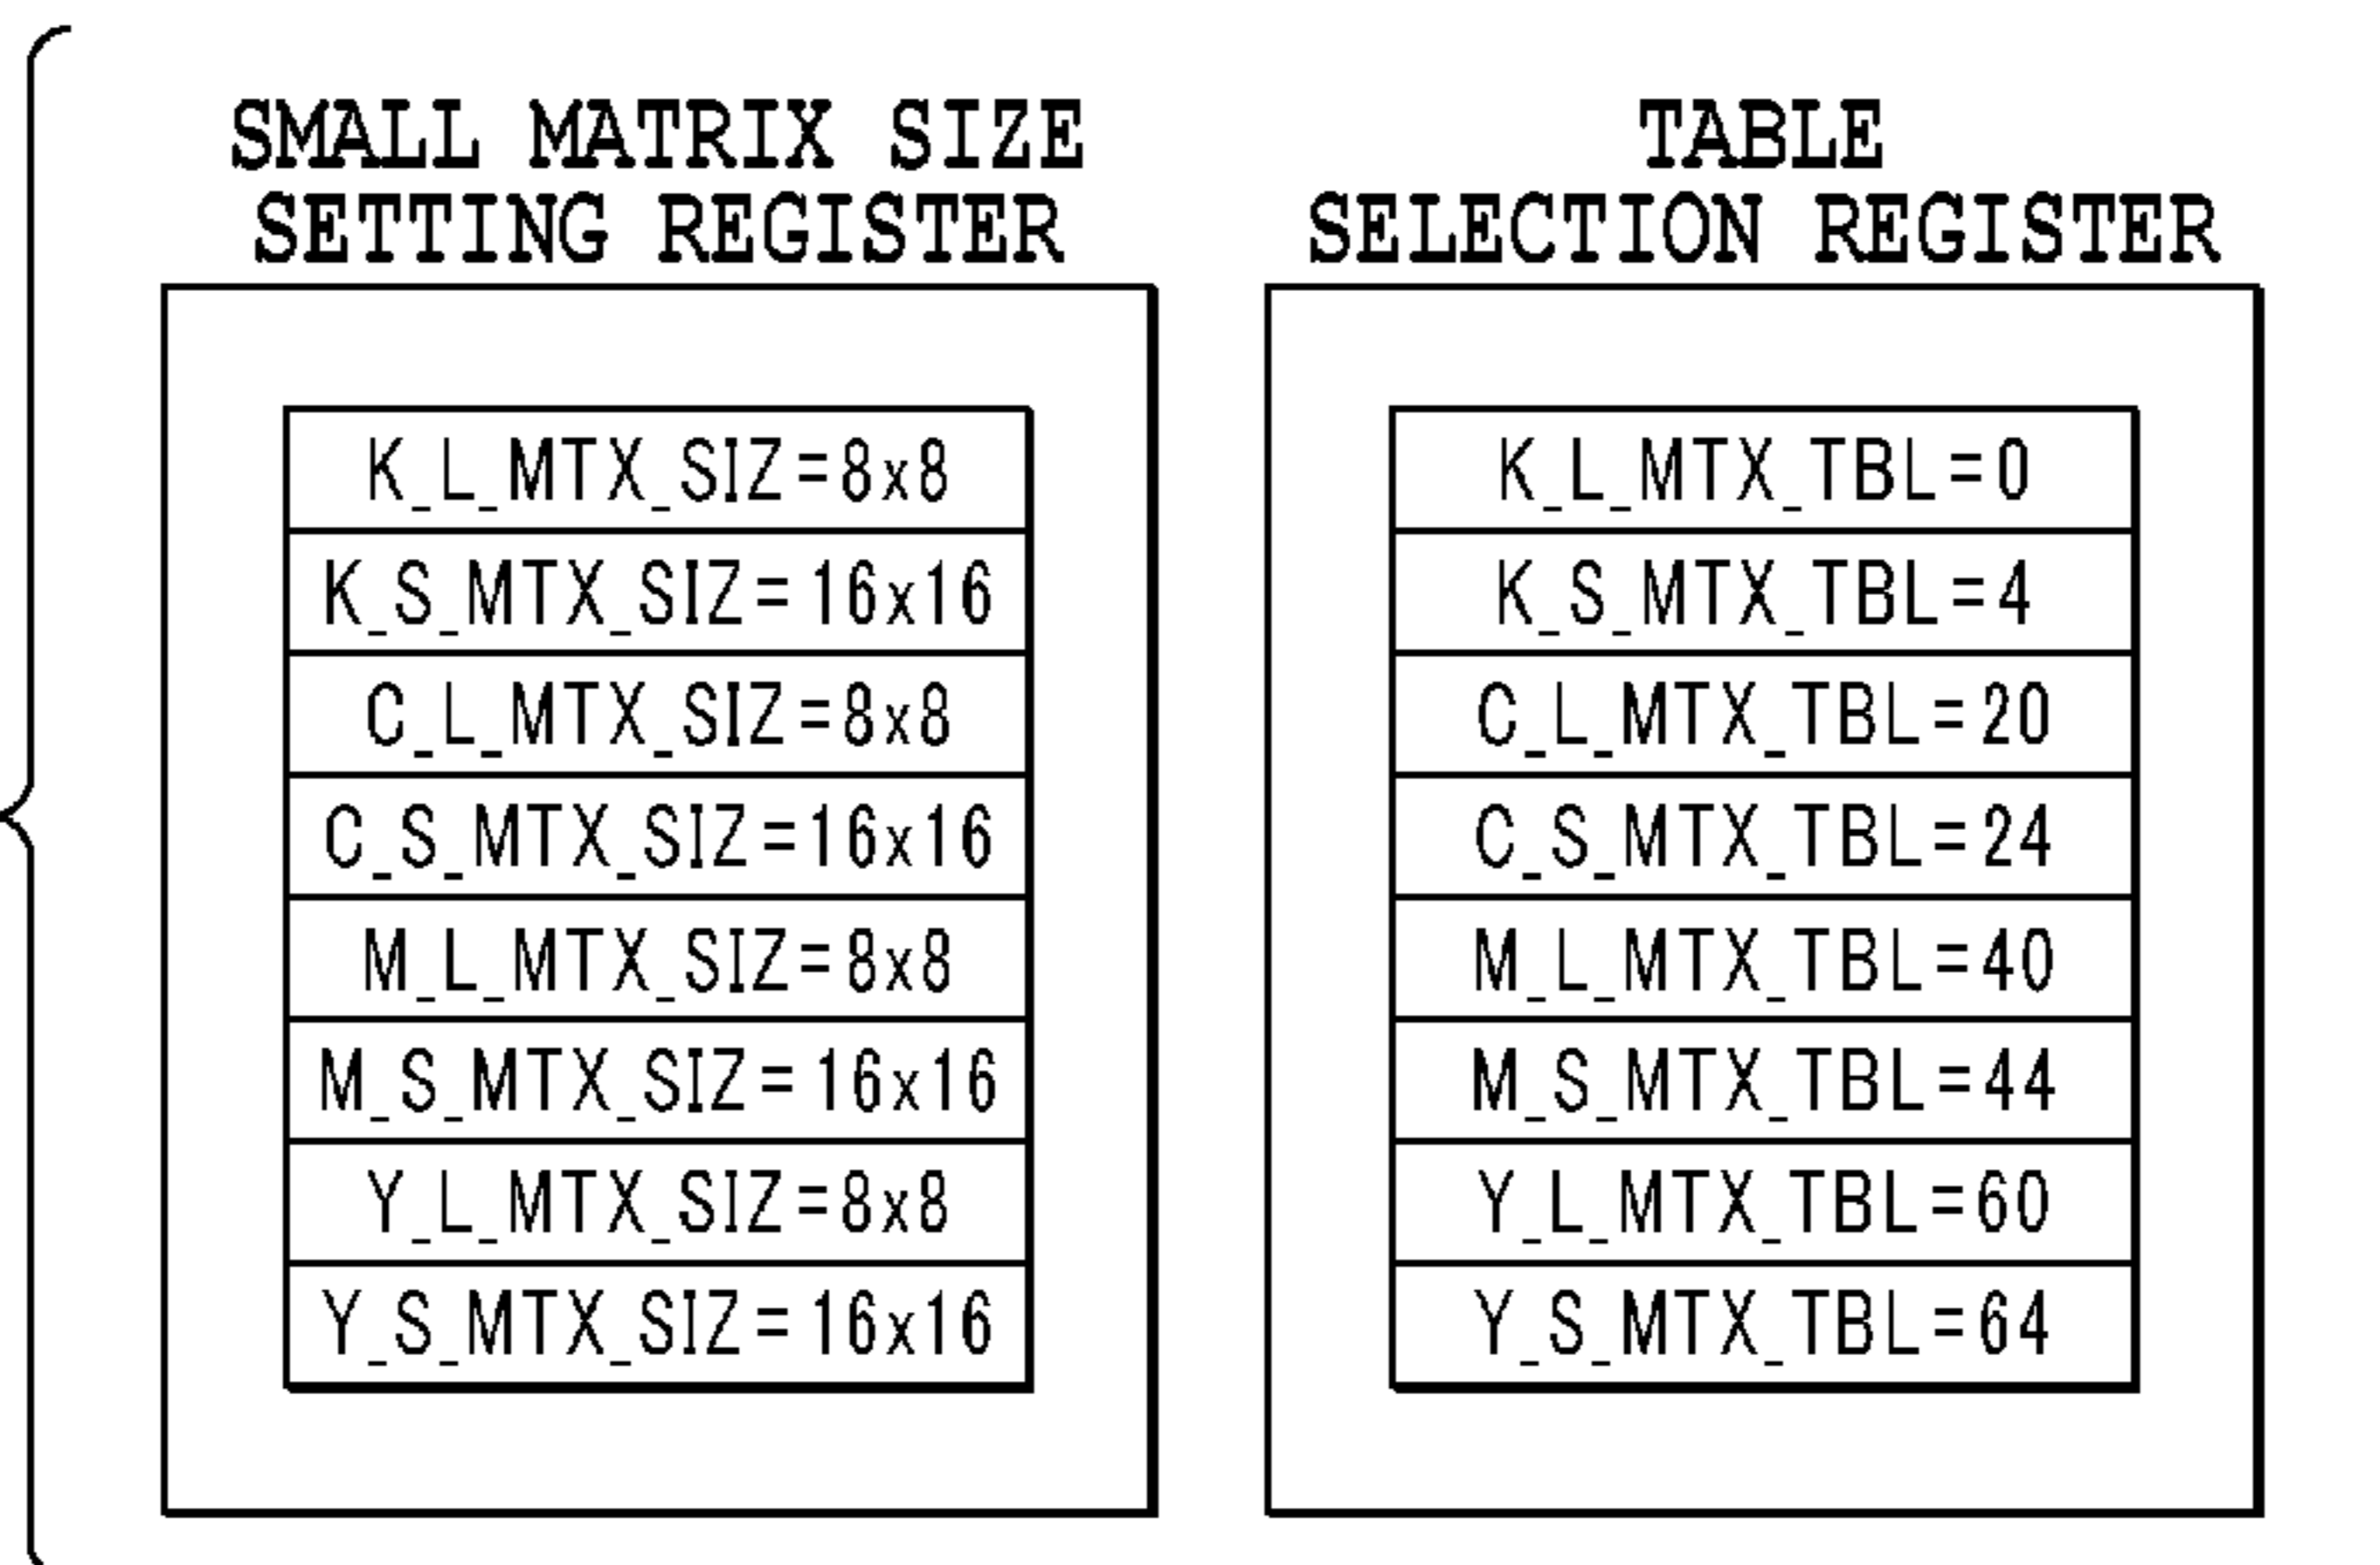 SMALL MATRIX SIZE
SETTING REGISTER
K_L_MTX_SIZ=8x8
K_S_MTX_SIZ=16x16
C_L_MTX_SIZ=8x8
C_S_MTX_SIZ=16x16
M_L_MTX_SIZ=8x8
M_S_MTX_SIZ=16x16
Y_L_MTX_SIZ=8x8
Y_S_MTX_SIZ=16x16
TABLE
SELECTION REGISTER
K_L_MTX_TBL=0
K_S_MTX_TBL=4
C_L_MTX_TBL=20
C_S_MTX_TBL=24
M_L_MTX_TBL=40
M_S_MTX_TBL=44
Y_L_MTX_TBL=60
Y_S_MTX_TBL=64